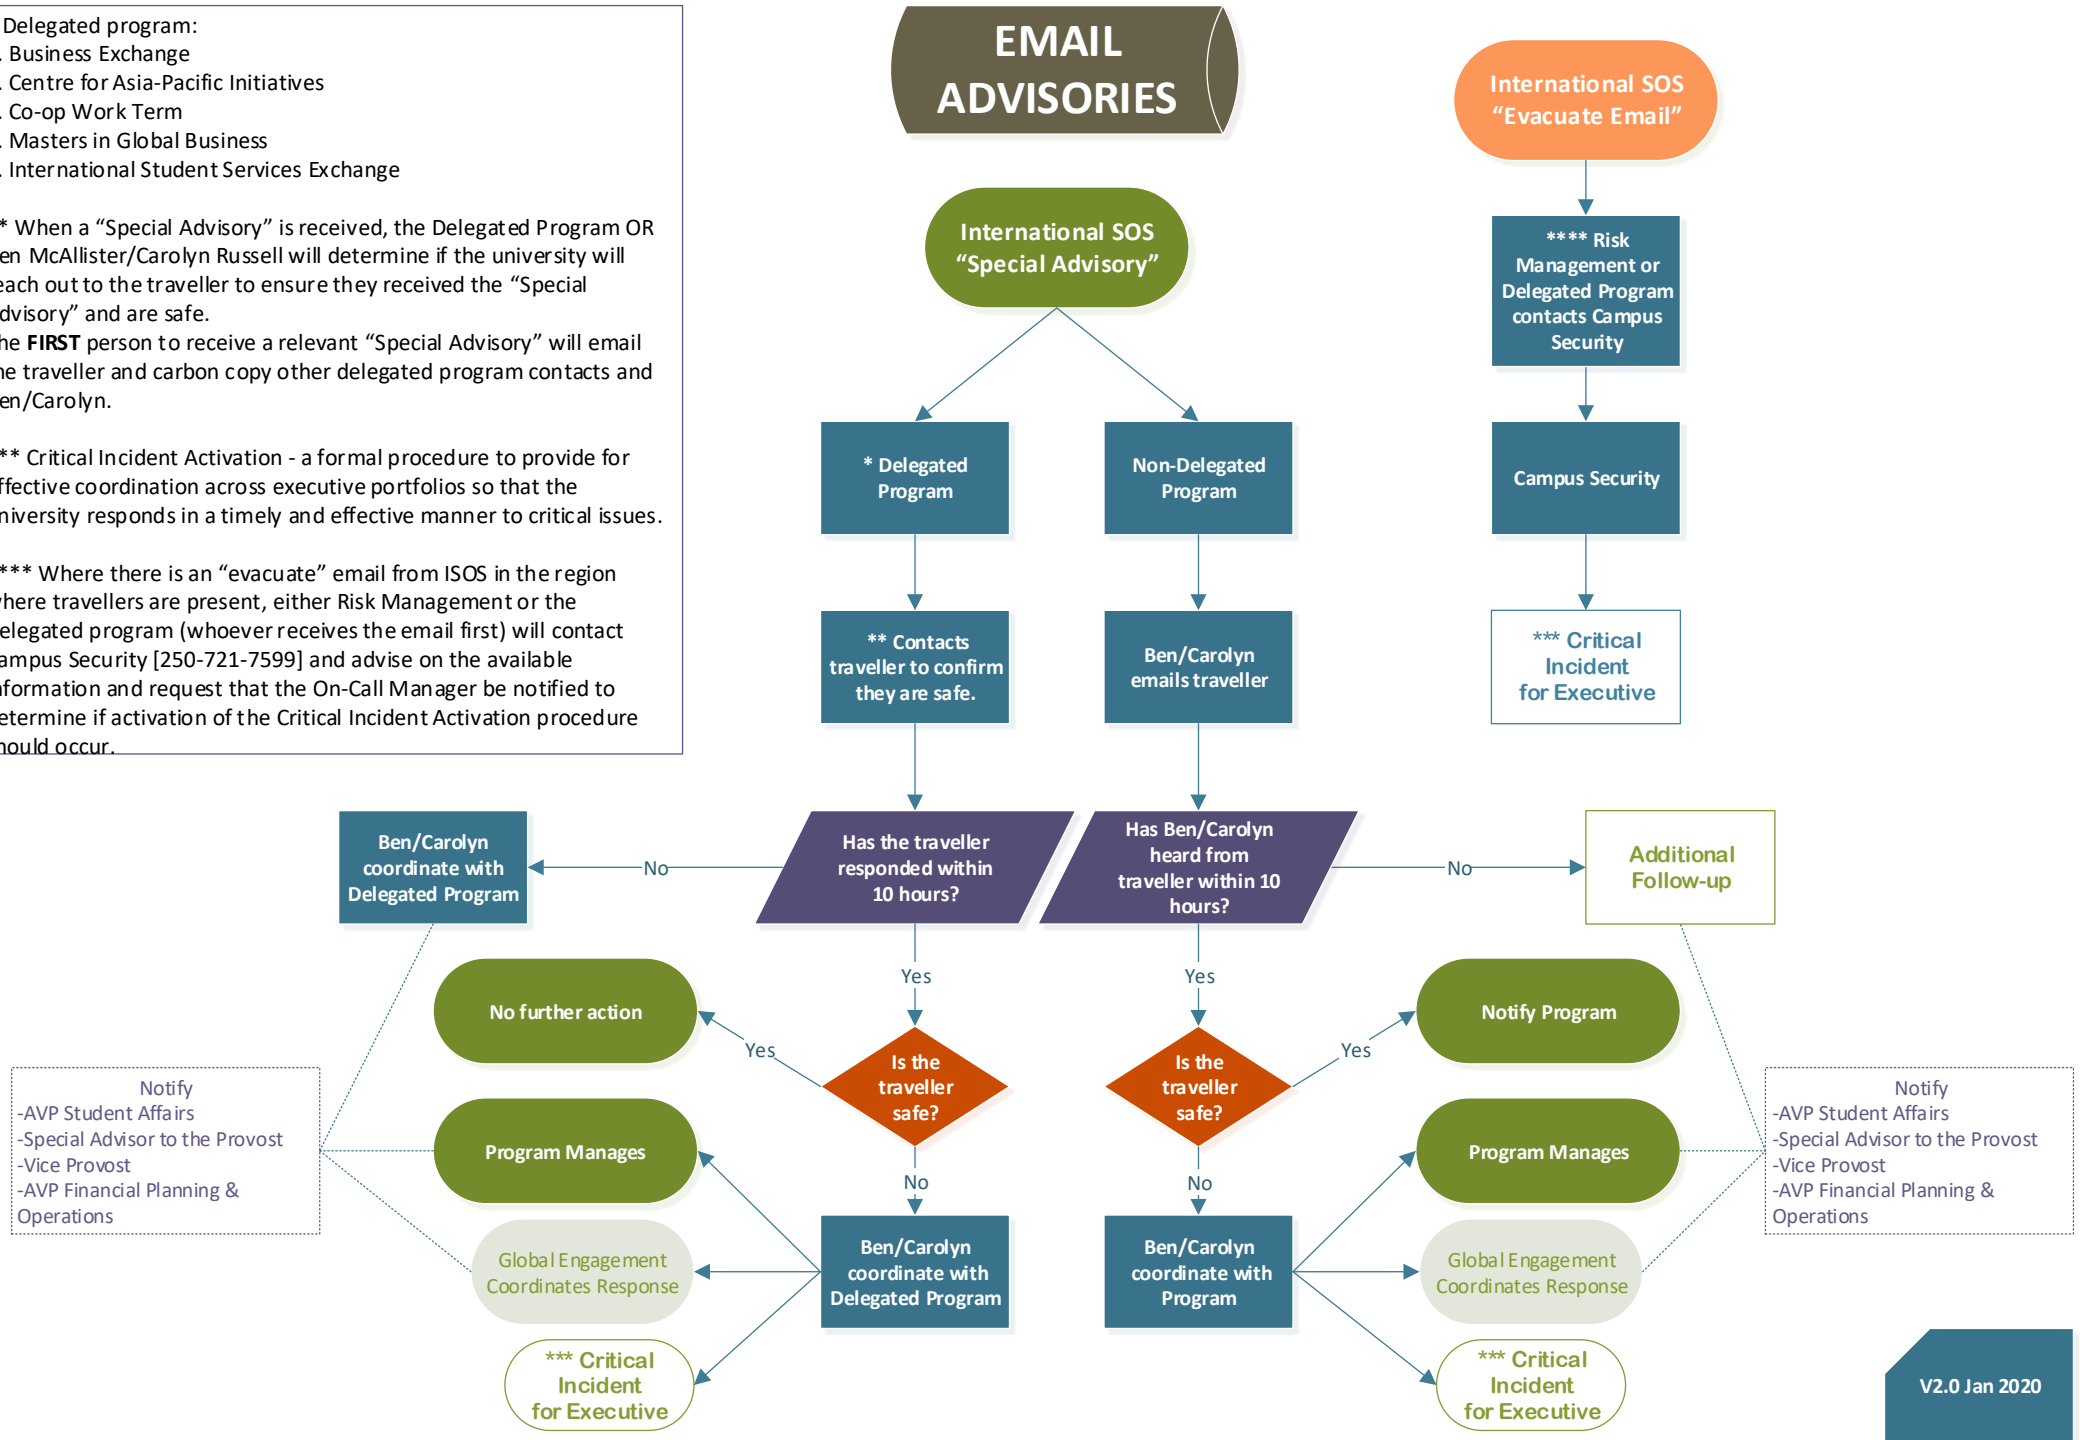 Delegated program:
. Business Exchange
. Centre for Asia-Pacific Initiatives
. Co-op Work Term
. Masters in Global Business
. International Student Services Exchange
* When a “Special Advisory” is received, the Delegated Program OR
en McAllister/Carolyn Russell will determine if the university will
each out to the traveller to ensure they received the “Special
dvisory” and are safe.
he FIRST person to receive a relevant “Special Advisory” will email
he traveller and carbon copy other delegated program contacts and
en/Carolyn.
** Critical Incident Activation - a formal procedure to provide for
ffective coordination across executive portfolios so that the
niversity responds in a timely and effective manner to critical issues.
*** Where there is an “evacuate” email from ISOS in the region
where travellers are present, either Risk Management or the
elegated program (whoever receives the email first) will contact
ampus Security [250-721-7599] and advise on the available
nformation and request that the On-Call Manager be notified to
etermine if activation of the Critical Incident Activation procedure
hould occur.
EMAIL
ADVISORIES
International SOS
“Special Advisory”
International SOS
“Evacuate Email”
**** Risk
Management or
Delegated Program
contacts Campus
Security
Campus Security
*** Critical
Incident
for Executive
* Delegated
Program
Non-Delegated
Program
** Contacts
traveller to confirm
they are safe.
Ben/Carolyn
emails traveller
Ben/Carolyn
coordinate with
Delegated Program
No
Has the traveller
responded within
10 hours?
Has Ben/Carolyn
heard from
traveller within 10
hours?
No
Additional
Follow-up
Yes
Yes
No further action
Yes
Is the
traveller
safe?
Is the
traveller
safe?
Yes
Notify Program
Notify
-AVP Student Affairs
-Special Advisor to the Provost
-Vice Provost
-AVP Financial Planning &
Operations
Program Manages
No
No
Program Manages
Notify
-AVP Student Affairs
-Special Advisor to the Provost
-Vice Provost
-AVP Financial Planning &
Operations
Global Engagement
Coordinates Response
Ben/Carolyn
coordinate with
Delegated Program
Ben/Carolyn
coordinate with
Program
Global Engagement
Coordinates Response
*** Critical
Incident
for Executive
*** Critical
Incident
for Executive
V2.0 Jan 2020